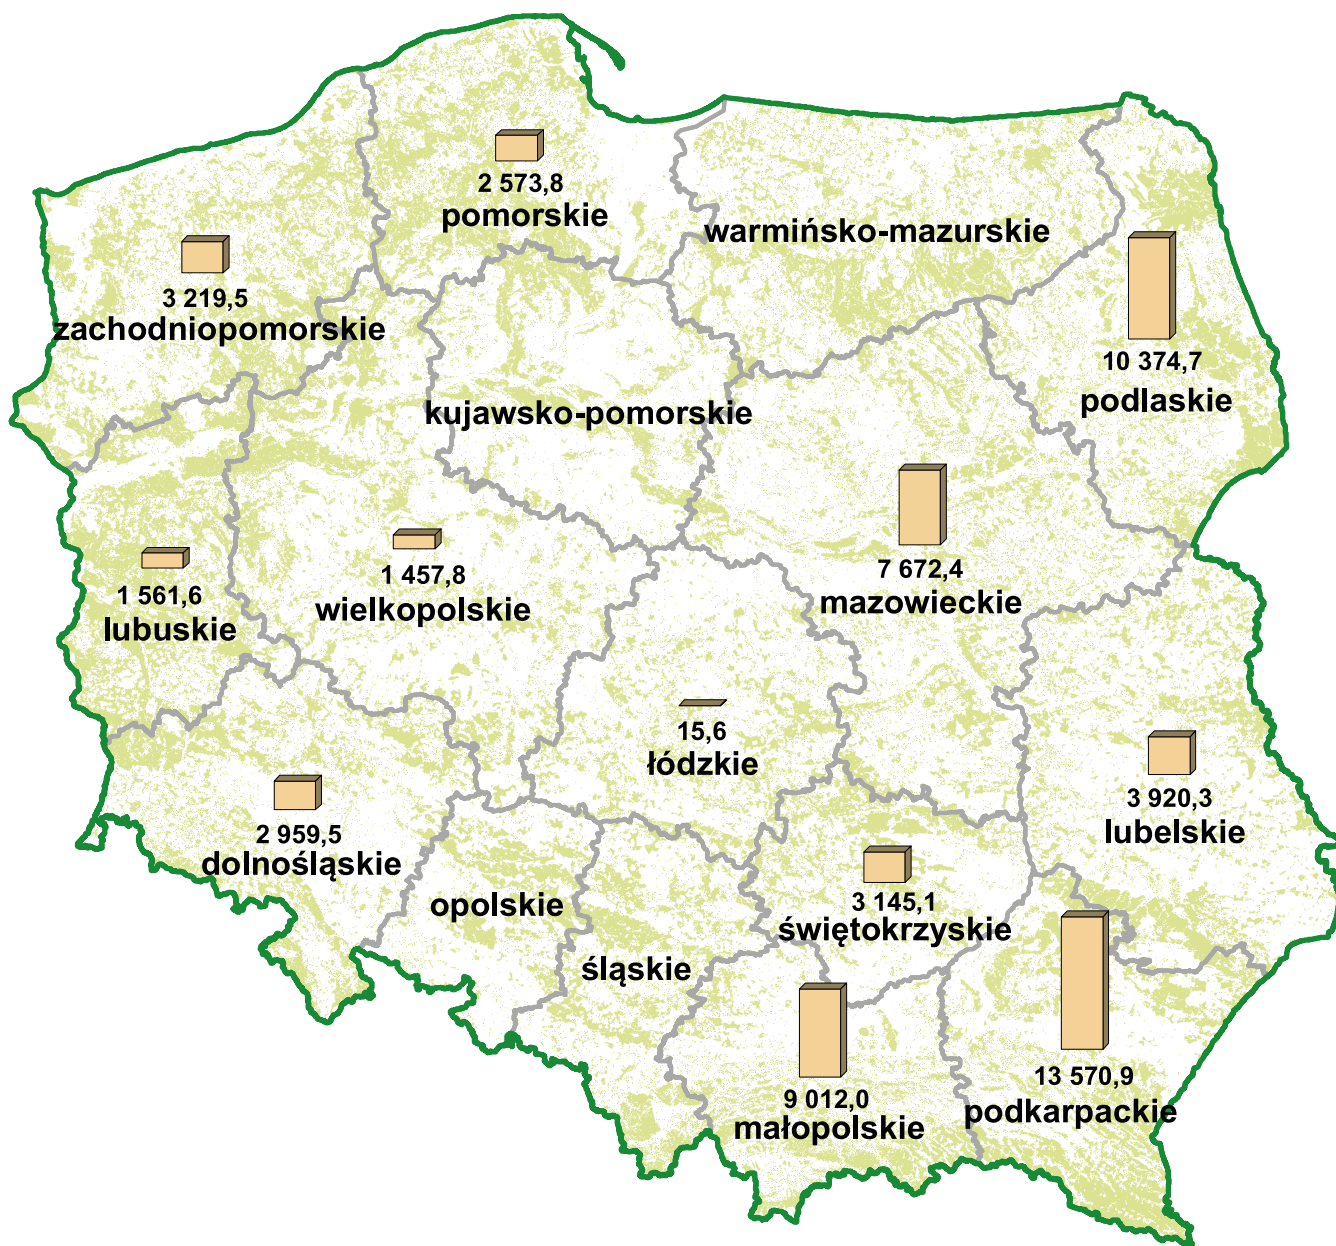 2 573,8
pomorskie
warmińsko-mazurskie
3 219,5
zachodniopomorskie
10 374,7
podlaskie
kujawsko-pomorskie
7 672,4
mazowieckie
1 457,8
wielkopolskie
1 561,6
lubuskie
15,6
łódzkie
3 920,3
lubelskie
2 959,5
dolnośląskie
opolskie
3 145,1
świętokrzyskie
śląskie
13 570,9
podkarpackie
9 012,0
małopolskie